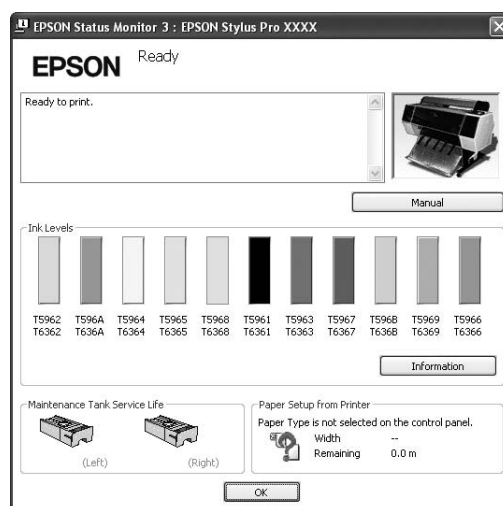 EPSON Status Monitor 3 : EPSON Stylus Pro XXXX
EPSON
Ready
Ready to print.
Manual
Ink Levels
T5962 T596A T5964 T5965 T5968 T5961 T5963 T5967 T596B T5969 T5966
T6362 T636A T6364 T6365 T6368 T6361 T6363 T6367 T636B T6369 T6366
Information
Maintenance Tank Service Life
(Left) (Right)
Paper Setup from Printer
Paper Type is not selected on the control panel.
Width --
Remaining 0.0 m
OK